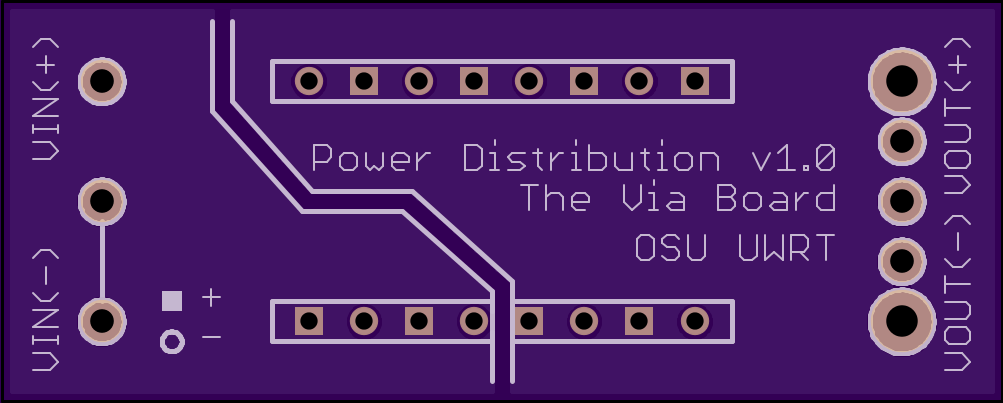 VIN(+)
VIN(-)
+
-
Power Distribution v1.0
The Via Board
OSU UWRT
VOUT(+)
VOUT(-)